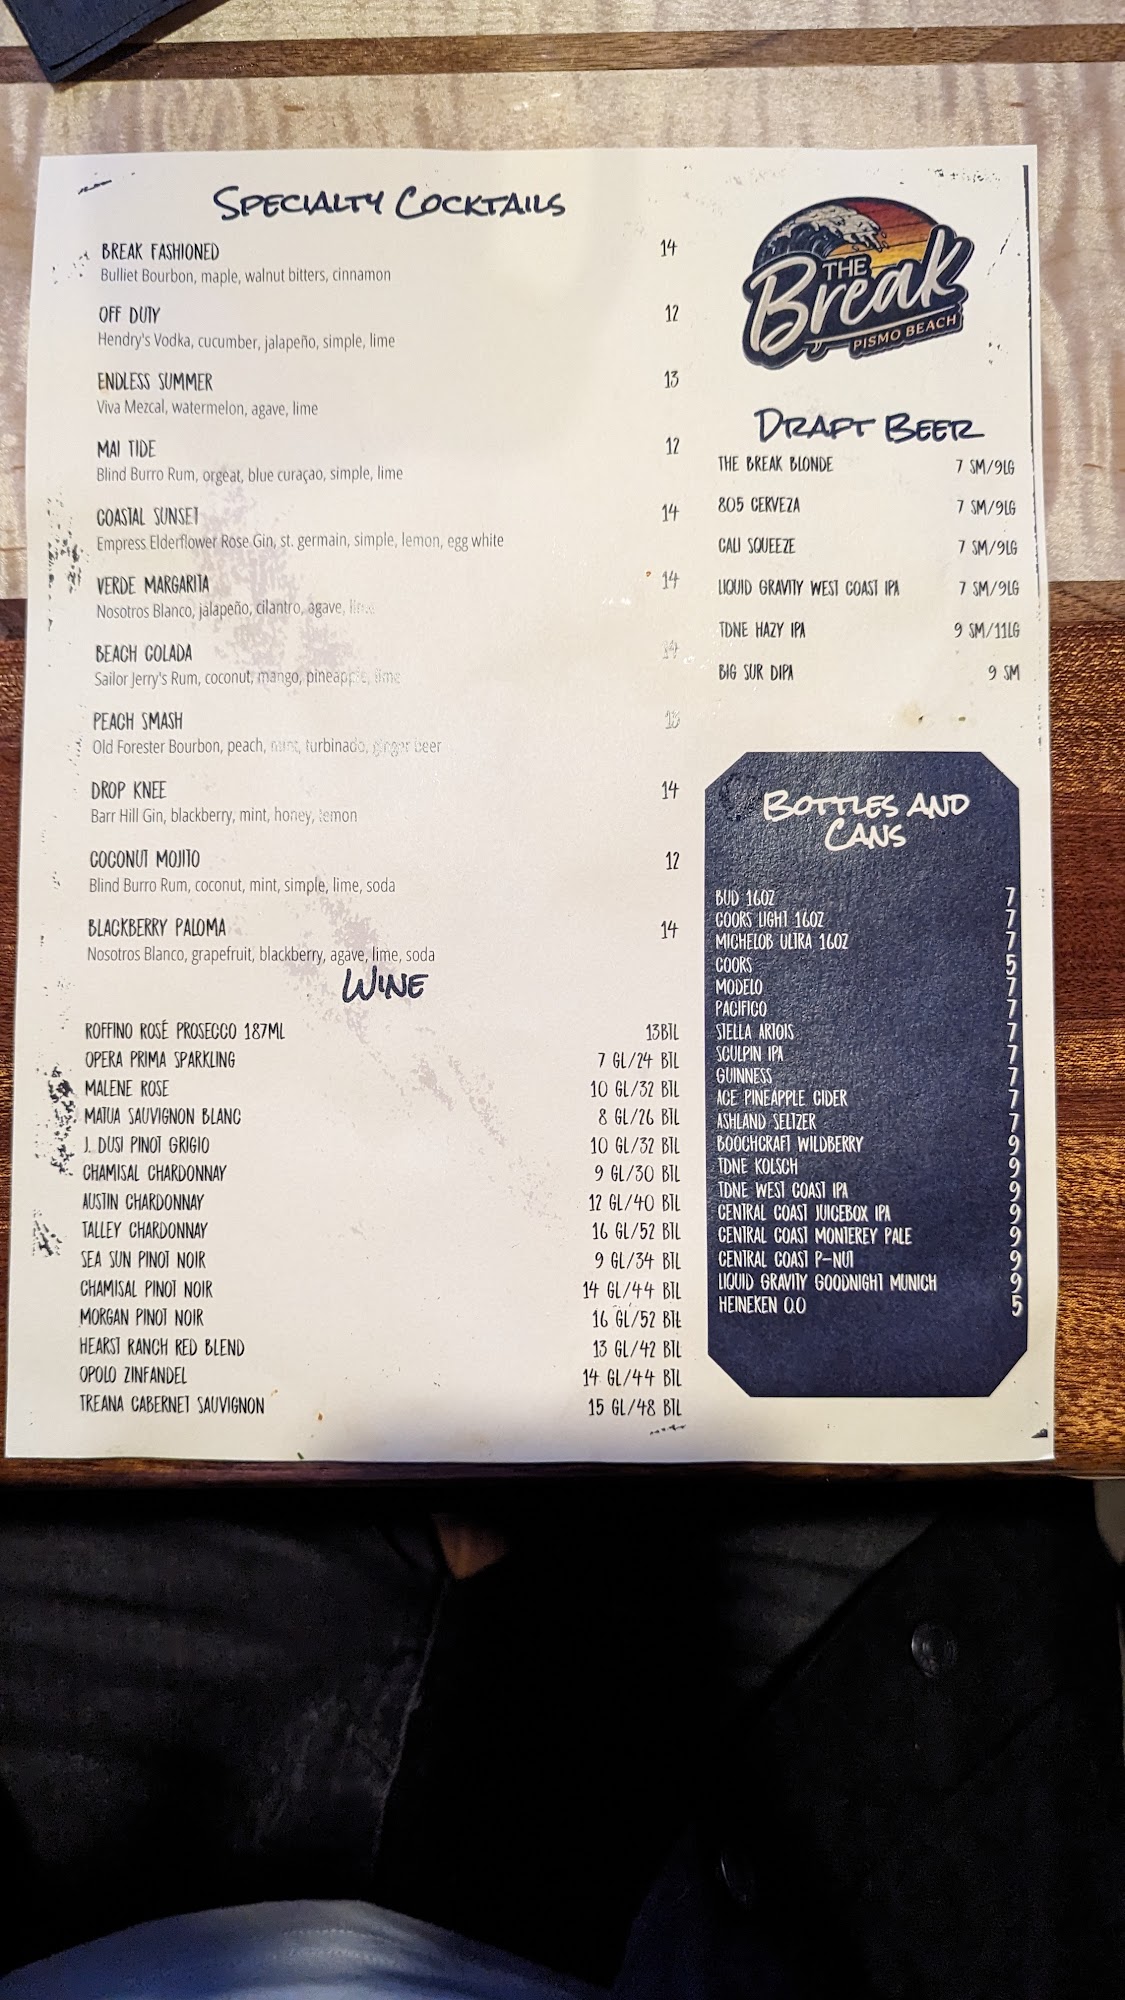 Specialty Cocktails
BREAK FASHIONED 14
Bulliet Bourbon, maple, walnut bitters, cinnamon
OFF DUTY 12
Hendry's Vodka, cucumber, jalapeño, simple, lime
ENDLESS SUMMER 13
Viva Mezcal, watermelon, agave, lime
MAI TIDE 12
Blind Burro Rum, orgeat, blue curaçao, simple, lime
COASTAL SUNSET 14
Empress Elderflower Rose Gin, st. germain, simple, lemon, egg white
VERDE MARGARITA 14
Nosotros Blanco, jalapeño, cilantro, agave, lime
BEACH COLADA 14
Sailor Jerry's Rum, coconut, mango, pineapple, lime
PEACH SMASH 13
Old Forester Bourbon, peach, mint, turbinado, ginger beer
DROP KNEE 14
Barr Hill Gin, blackberry, mint, honey, lemon
COCONUT MOJITO 12
Blind Burro Rum, coconut, mint, simple, lime, soda
BLACKBERRY PALOMA 14
Nosotros Blanco, grapefruit, blackberry, agave, lime, soda
Wine
ROFFINO ROSÉ PROSECCO 187ML 13BTL
OPERA PRIMA SPARKLING 7 GL/24 BTL
MALENE ROSE 10 GL/32 BTL
MATUA SAUVIGNON BLANC 8 GL/26 BTL
J. DUSI PINOT GRIGIO 10 GL/32 BTL
CHAMISAL CHARDONNAY 9 GL/30 BTL
AUSTIN CHARDONNAY 12 GL/40 BTL
TALLEY CHARDONNAY 16 GL/52 BTL
SEA SUN PINOT NOIR 9 GL/34 BTL
CHAMISAL PINOT NOIR 14 GL/44 BTL
MORGAN PINOT NOIR 16 GL/52 BTL
HEARST RANCH RED BLEND 13 GL/42 BTL
OPOLO ZINFANDEL 14 GL/44 BTL
TREANA CABERNET SAUVIGNON 15 GL/48 BTL
THE
Break
PISMO BEACH
Draft Beer
THE BREAK BLONDE 7 SM/9LG
805 CERVEZA 7 SM/9LG
CALI SQUEEZE 7 SM/9LG
LIQUID GRAVITY WEST COAST IPA 7 SM/9LG
TDNE HAZY IPA 9 SM/11LG
BIG SUR DIPA 9 SM
Bottles and
Cans
BUD 16OZ 7
COORS LIGHT 16OZ 7
MICHELOB ULTRA 16OZ 7
COORS 5
MODELO 7
PACIFICO 7
STELLA ARTOIS 7
SCULPIN IPA 7
GUINNESS 7
ACE PINEAPPLE CIDER 7
ASHLAND SELTZER 7
BOOCHCRAFT WILDBERRY 9
TDNE KOLSCH 9
TDNE WEST COAST IPA 9
CENTRAL COAST JUICEBOX IPA 9
CENTRAL COAST MONTEREY PALE 9
CENTRAL COAST P-NUT 9
LIQUID GRAVITY GOODNIGHT MUNICH 9
HEINEKEN 0.0 5